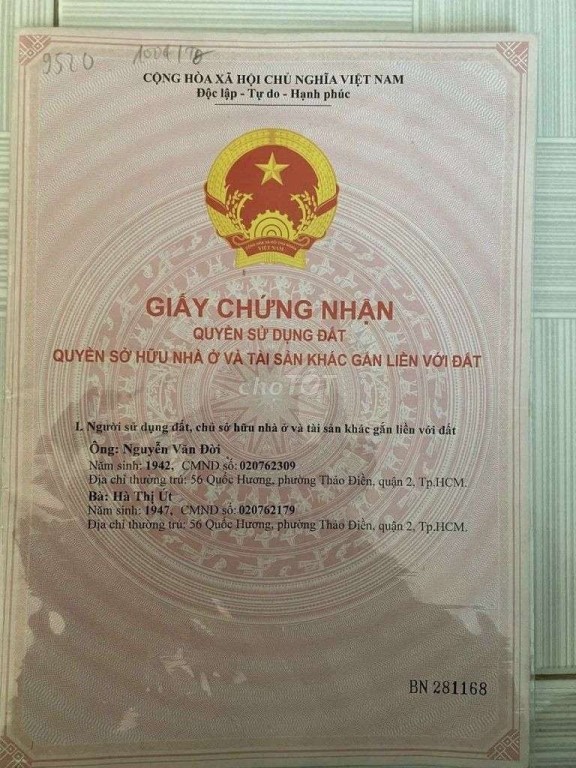 9520 1004/78
CỘNG HÒA XÃ HỘI CHỦ NGHĨA VIỆT NAM
Độc lập - Tự do - Hạnh phúc
VIỆT NAM
GIẤY CHỨNG NHẬN
QUYỀN SỬ DỤNG ĐẤT
QUYỀN SỞ HỮU NHÀ Ở VÀ TÀI SẢN KHÁC GẮN LIỀN VỚI ĐẤT
choTỐT
I. Người sử dụng đất, chủ sở hữu nhà ở và tài sản khác gắn liền với đất
Ông: Nguyễn Văn Đời
Năm sinh: 1942, CMND số: 020762309
Địa chỉ thường trú: 56 Quốc Hương, phường Thảo Điền, quận 2, Tp.HCM.
Bà: Hà Thị Út
Năm sinh: 1947, CMND số: 020762179
Địa chỉ thường trú: 56 Quốc Hương, phường Thảo Điền, quận 2, Tp.HCM.
BN 281168